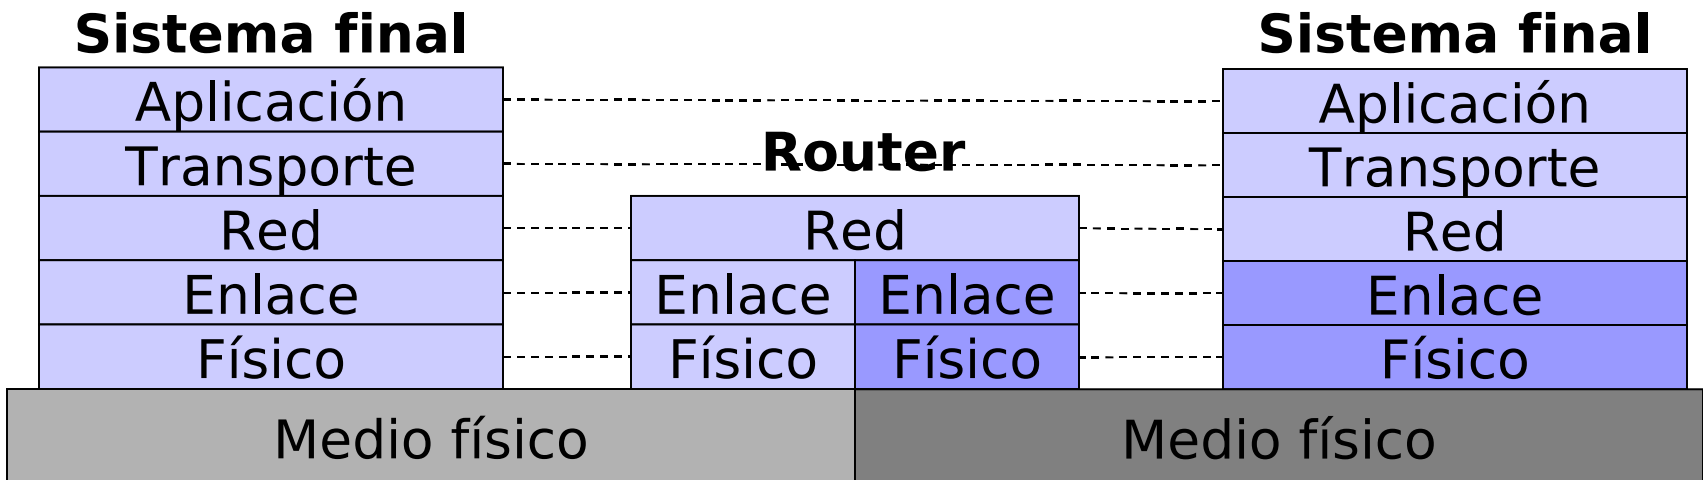 Sistema final
Sistema final
Aplicación
Aplicación
Router
Transporte
Transporte
Red
Red
Red
Enlace
Enlace
Enlace
Enlace
Físico
Físico
Físico
Físico
Medio físico
Medio físico